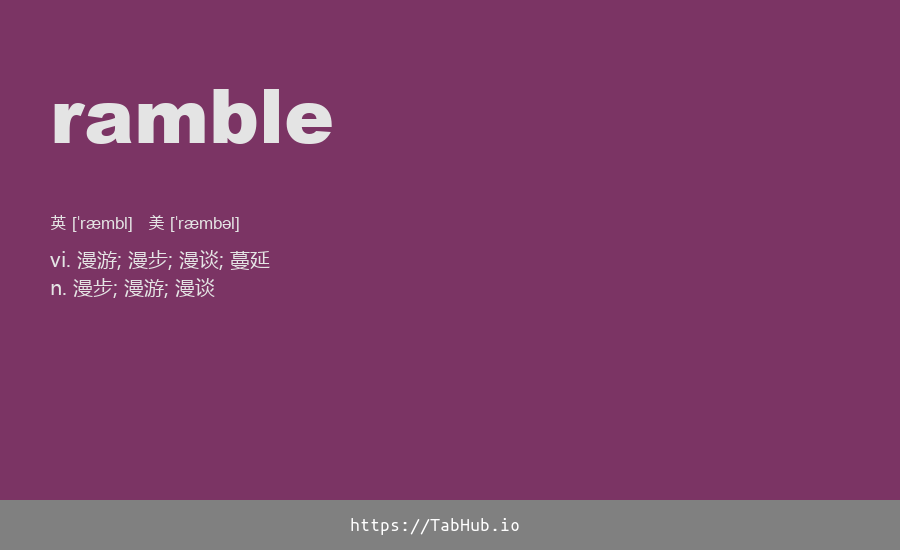 ramble
英 [ˈræmbl] 美 [ˈræmbəl]
vi. 漫游; 漫步; 漫谈; 蔓延
n. 漫步; 漫游; 漫谈
https://TabHub.io